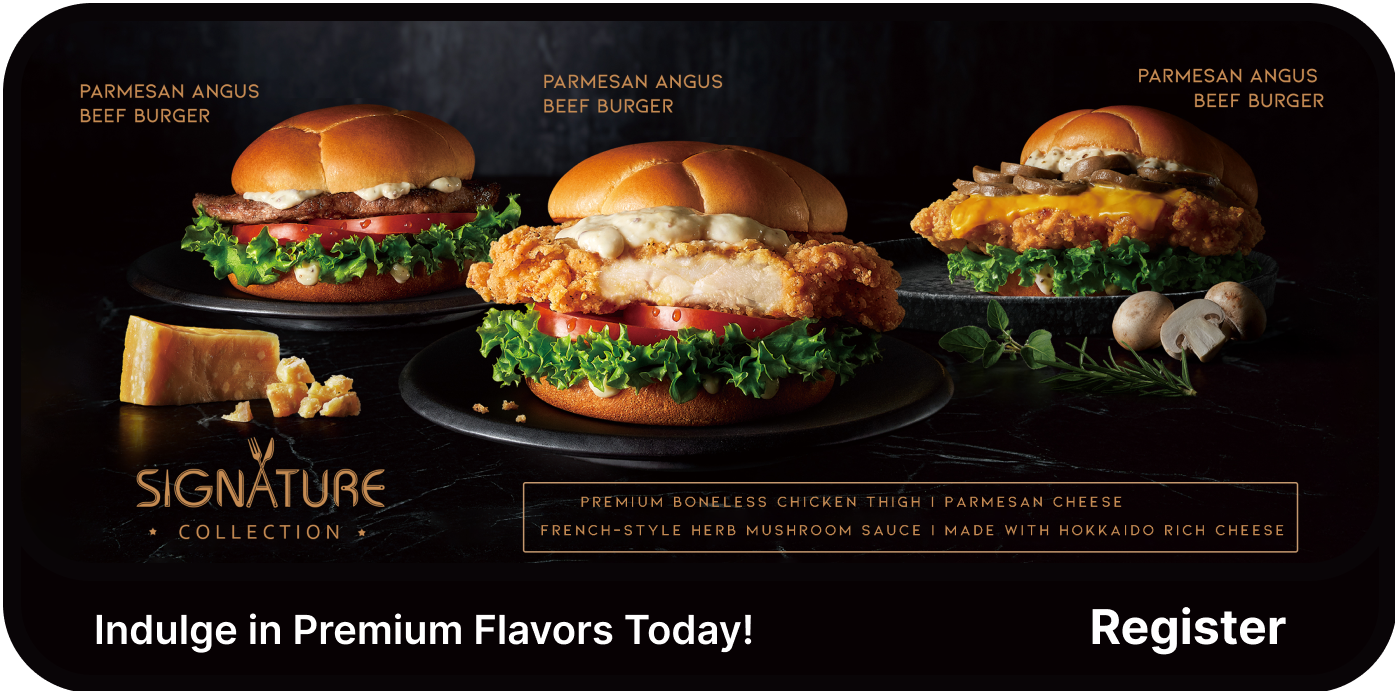 PARMESAN ANGUS
BEEF BURGER
PARMESAN ANGUS
BEEF BURGER
PARMESAN ANGUS
BEEF BURGER
SIGNATURE
★ COLLECTION ★
PREMIUM BONELESS CHICKEN THIGH | PARMESAN CHEESE
FRENCH-STYLE HERB MUSHROOM SAUCE | MADE WITH HOKKAIDO RICH CHEESE
Indulge in Premium Flavors Today!
Register